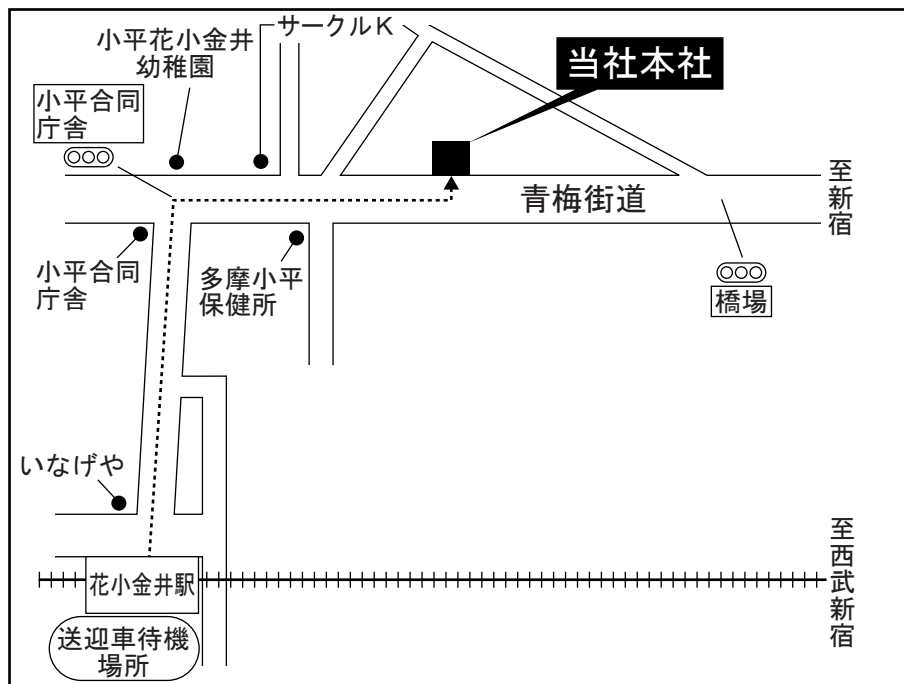 サークルK
小平花小金井
幼稚園
当社本社
小平合同
庁舎
至新宿
青梅街道
小平合同
庁舎
多摩小平
保健所
橋場
いなげや
至西武新宿
花小金井駅
送迎車待機
場所